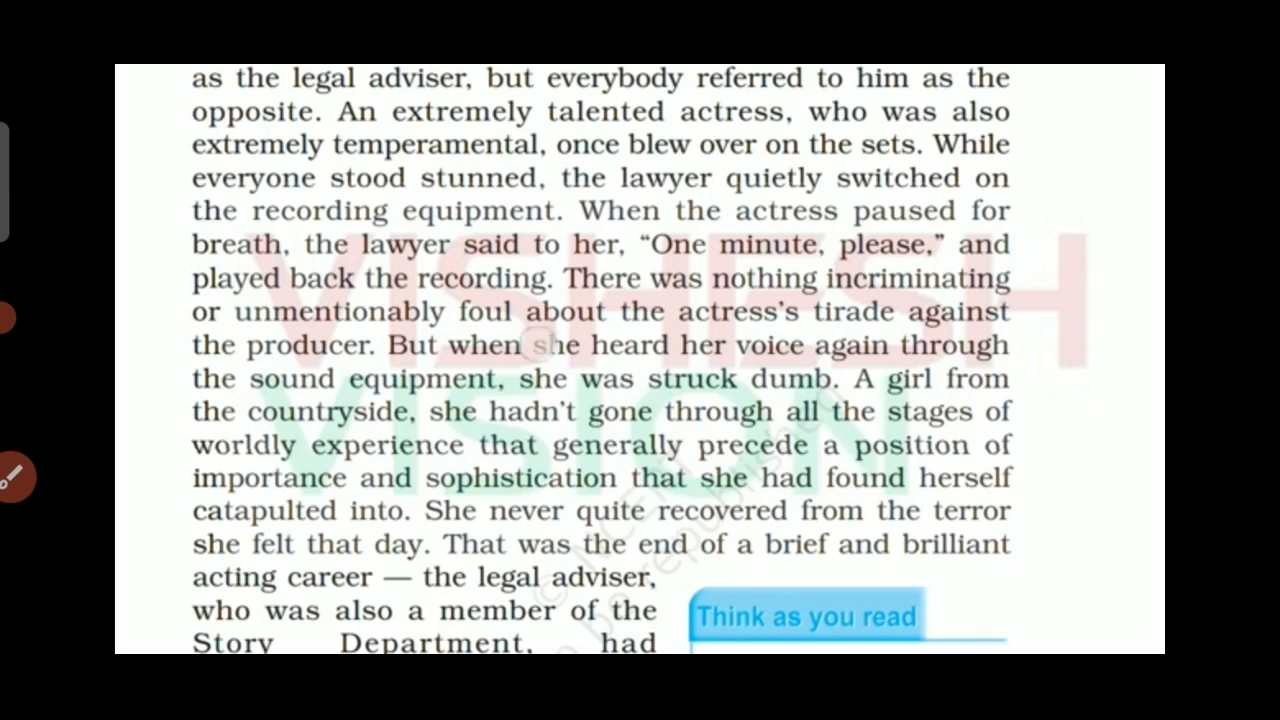 as the legal adviser, but everybody referred to him as the
opposite. An extremely talented actress, who was also
extremely temperamental, once blew over on the sets. While
everyone stood stunned, the lawyer quietly switched on
the recording equipment. When the actress paused for
breath, the lawyer said to her, “One minute, please,” and
played back the recording. There was nothing incriminating
or unmentionably foul about the actress’s tirade against
the producer. But when she heard her voice again through
the sound equipment, she was struck dumb. A girl from
the countryside, she hadn’t gone through all the stages of
worldly experience that generally precede a position of
importance and sophistication that she had found herself
catapulted into. She never quite recovered from the terror
she felt that day. That was the end of a brief and brilliant
acting career — the legal adviser,
who was also a member of the
Story Department, had
Think as you read
VISHESH
VISION
© NCERT
be republished